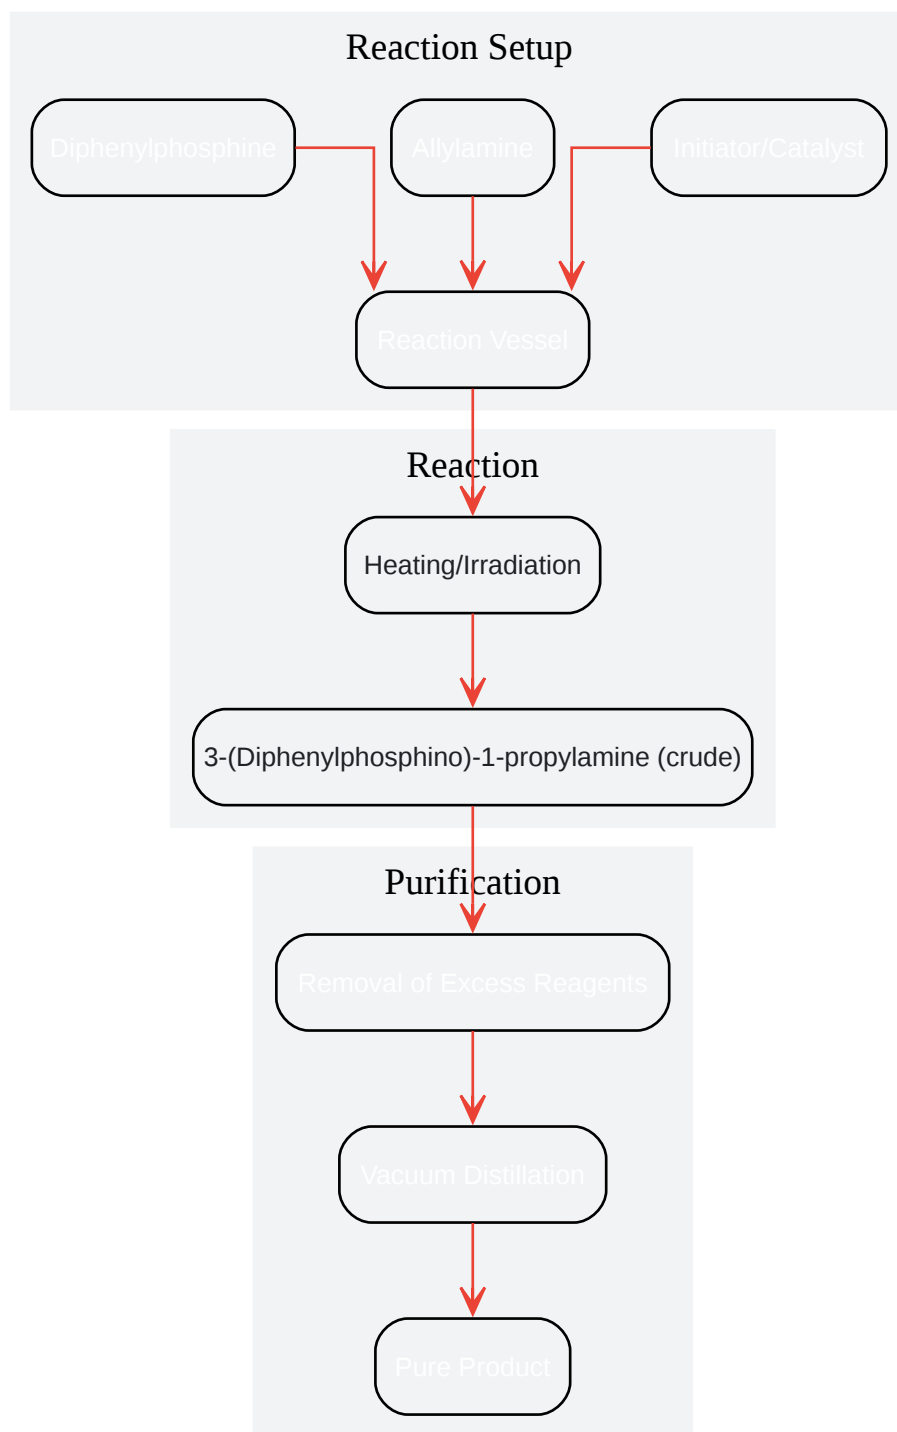 Reaction Setup
Diphenylphosphine
Allylamine
Initiator/Catalyst
Reaction Vessel
Reaction
Heating/Irradiation
3-(Diphenylphosphino)-1-propylamine (crude)
Purification
Removal of Excess Reagents
Vacuum Distillation
Pure Product